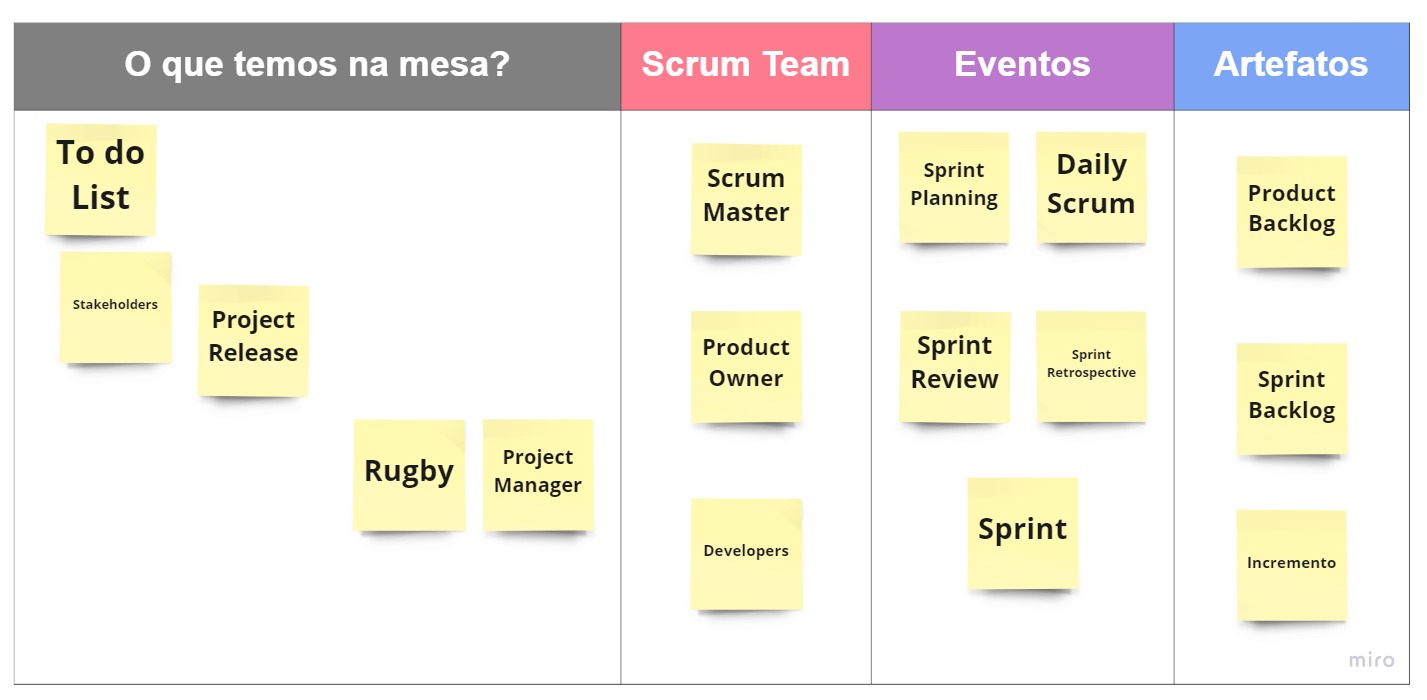 O que temos na mesa?
Scrum Team
Eventos
Artefatos
To do
List
Stakeholders
Project
Release
Rugby
Project
Manager
Scrum
Master
Product
Owner
Developers
Sprint
Planning
Daily
Scrum
Sprint
Review
Sprint
Retrospective
Sprint
Product
Backlog
Sprint
Backlog
Incremento
miro